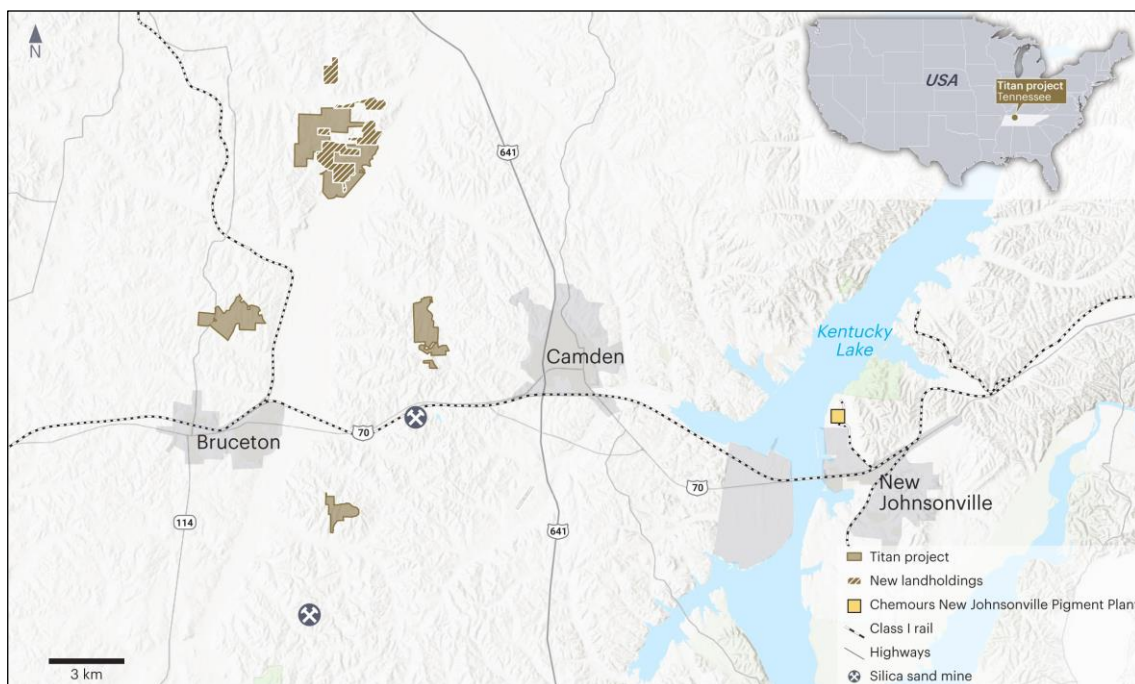 N
USA
Titan project
Tennessee
641
Kentucky
Lake
Camden
Bruceton
70
70
New
Johnsonville
114
641
Titan project
New landholdings
Chemours New Johnsonville Pigment Plant
Class I rail
Highways
Silica sand mine
3 km